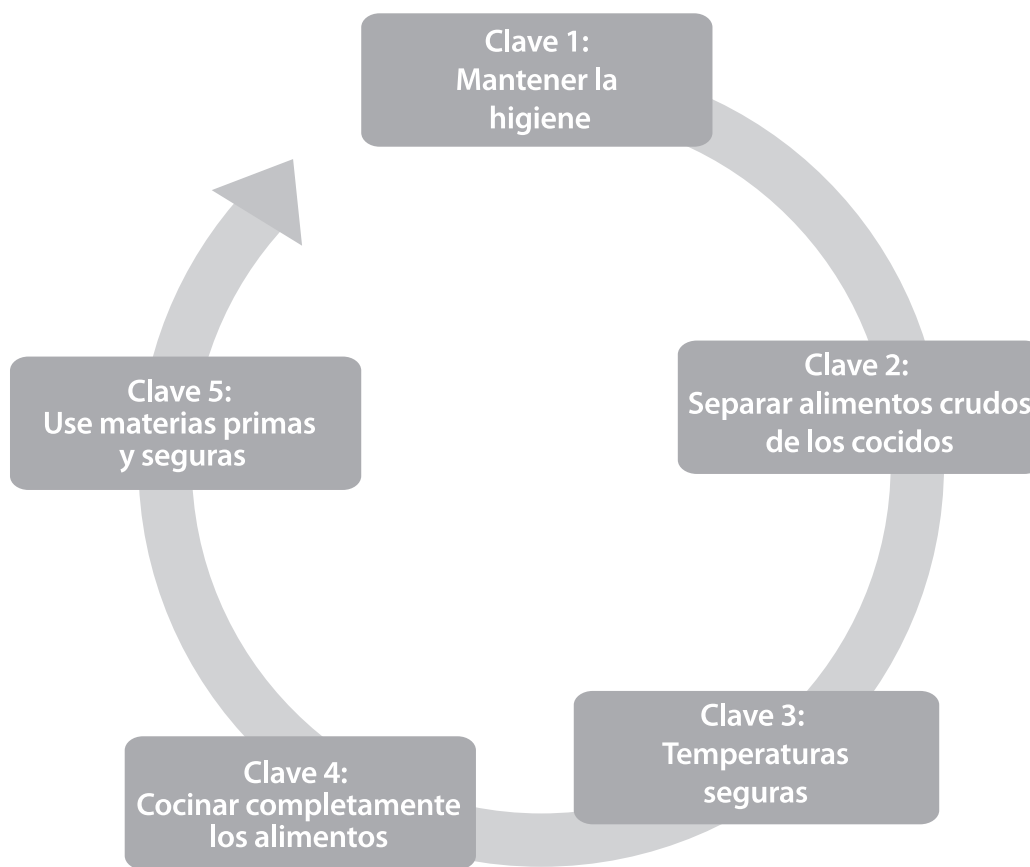 Clave 1:
Mantener la
higiene
Clave 2:
Separar alimentos crudos
de los cocidos
Clave 3:
Temperaturas
seguras
Clave 4:
Cocinar completamente
los alimentos
Clave 5:
Use materias primas
y seguras